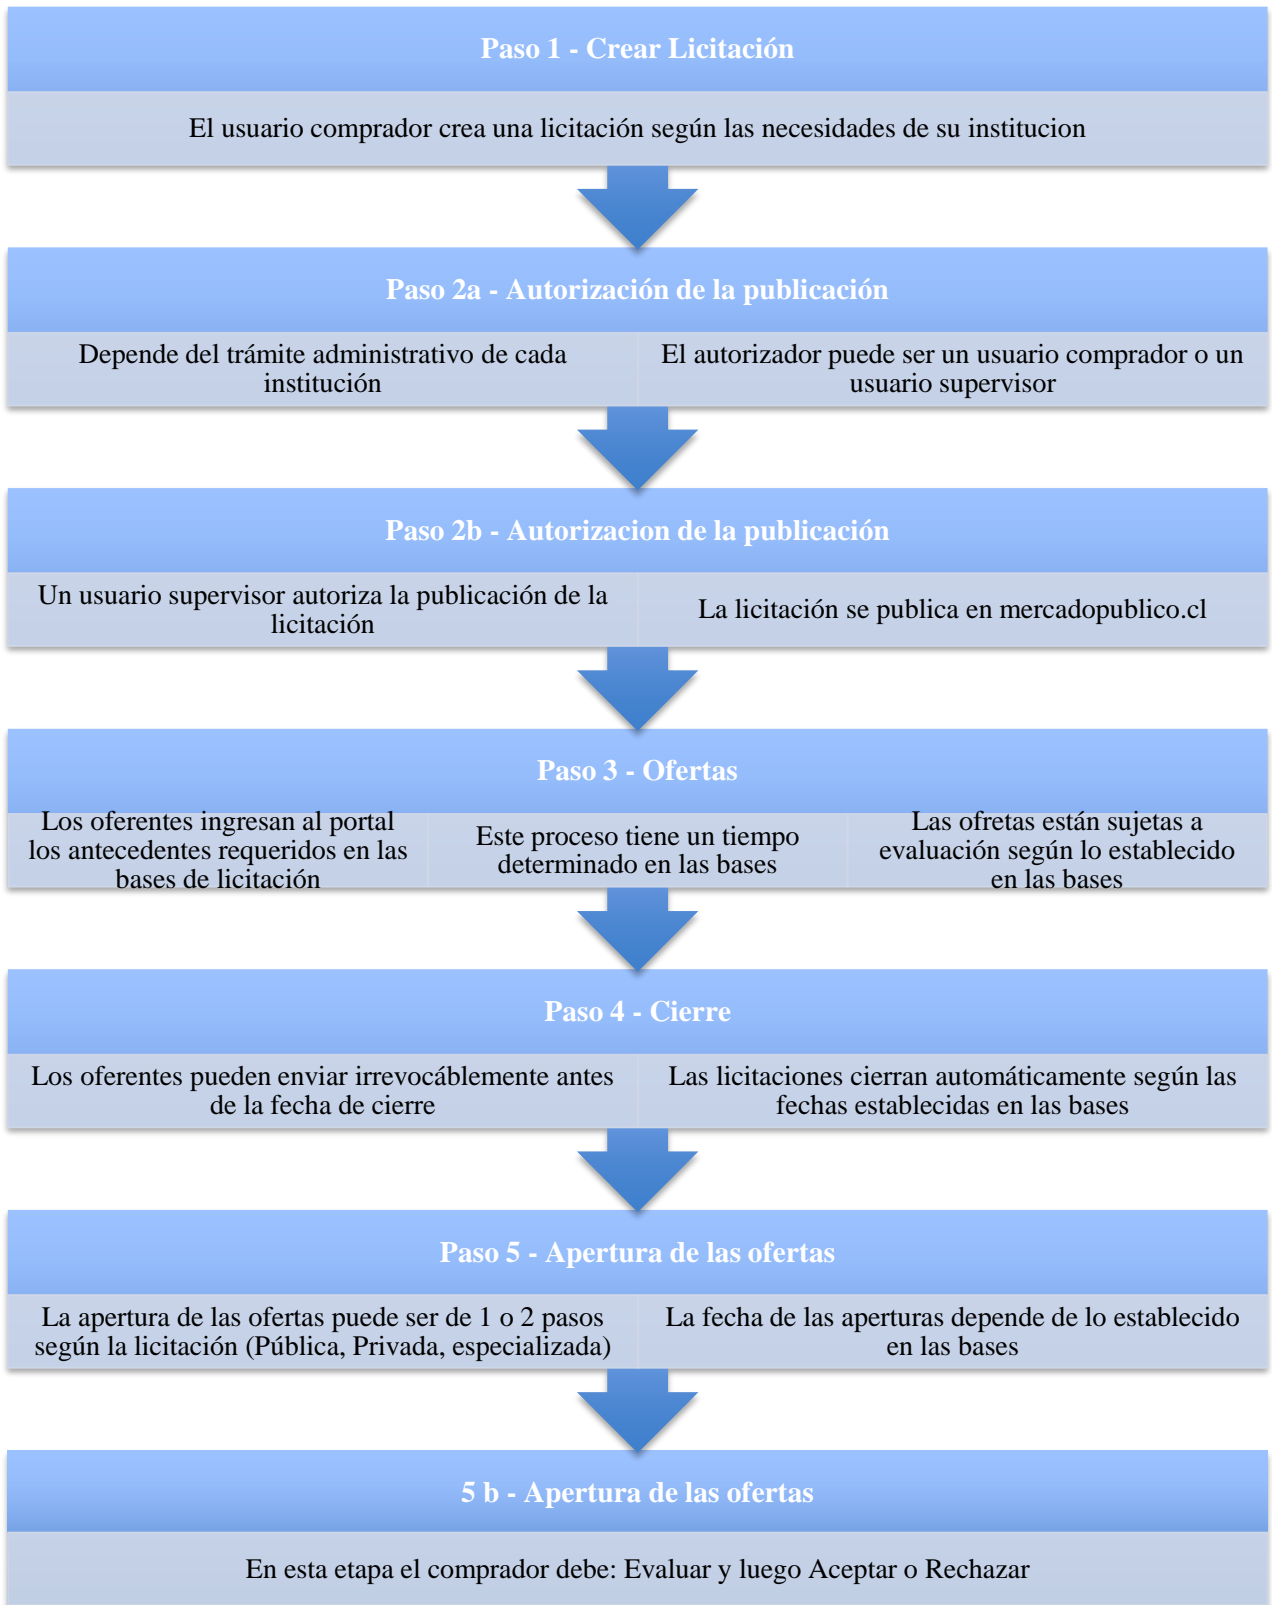 Paso 1 - Crear Licitación
El usuario comprador crea una licitación según las necesidades de su institucion
Paso 2a - Autorización de la publicación
Depende del trámite administrativo de cada
institución
El autorizador puede ser un usuario comprador o un
usuario supervisor
Paso 2b - Autorizacion de la publicación
Un usuario supervisor autoriza la publicación de la
licitación
La licitación se publica en mercadopublico.cl
Paso 3 - Ofertas
Los oferentes ingresan al portal
los antecedentes requeridos en las
bases de licitación
Este proceso tiene un tiempo
determinado en las bases
Las ofretas están sujetas a
evaluación según lo establecido
en las bases
Paso 4 - Cierre
Los oferentes pueden enviar irrevocáblemente antes
de la fecha de cierre
Las licitaciones cierran automáticamente según las
fechas establecidas en las bases
Paso 5 - Apertura de las ofertas
La apertura de las ofertas puede ser de 1 o 2 pasos
según la licitación (Pública, Privada, especializada)
La fecha de las aperturas depende de lo establecido
en las bases
5 b - Apertura de las ofertas
En esta etapa el comprador debe: Evaluar y luego Aceptar o Rechazar